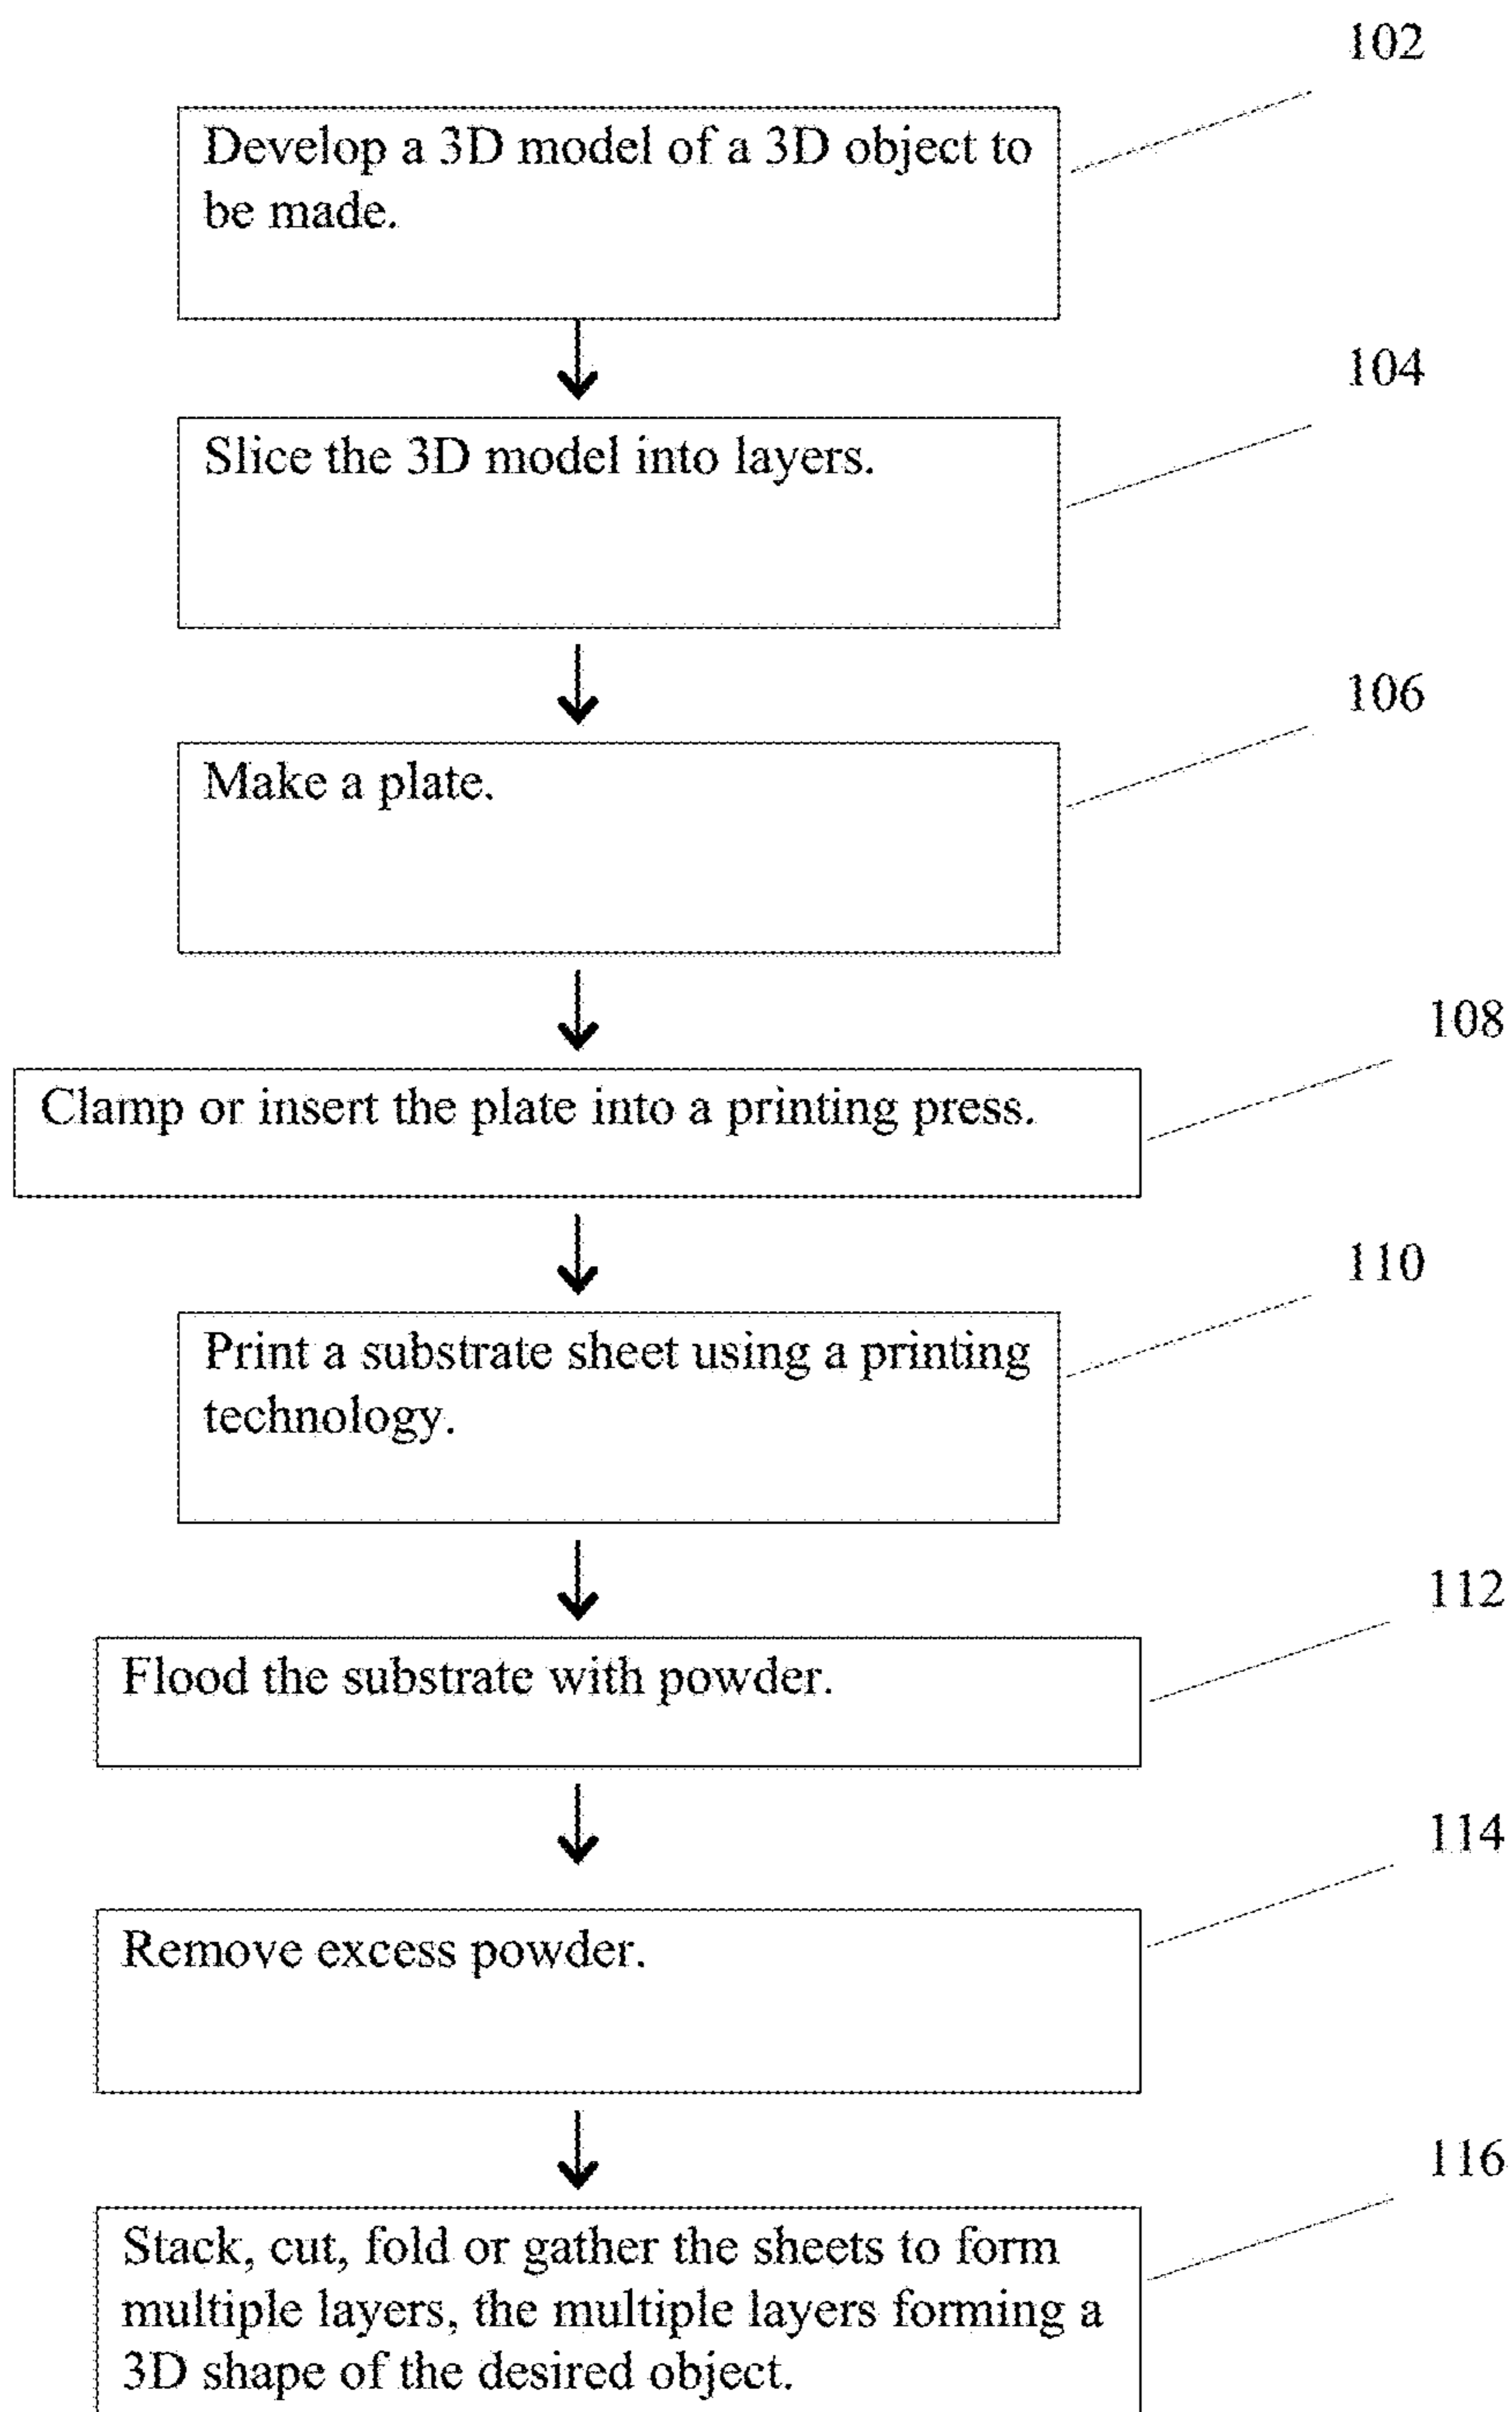 102
Develop a 3D model of a 3D object to
be made.
104
Slice the 3D model into layers.
106
Make a plate.
108
Clamp or insert the plate into a printing press.
110
Print a substrate sheet using a printing
technology.
112
Flood the substrate with powder.
114
Remove excess powder.
116
Stack, cut, fold or gather the sheets to form
multiple layers, the multiple layers forming a
3D shape of the desired object.